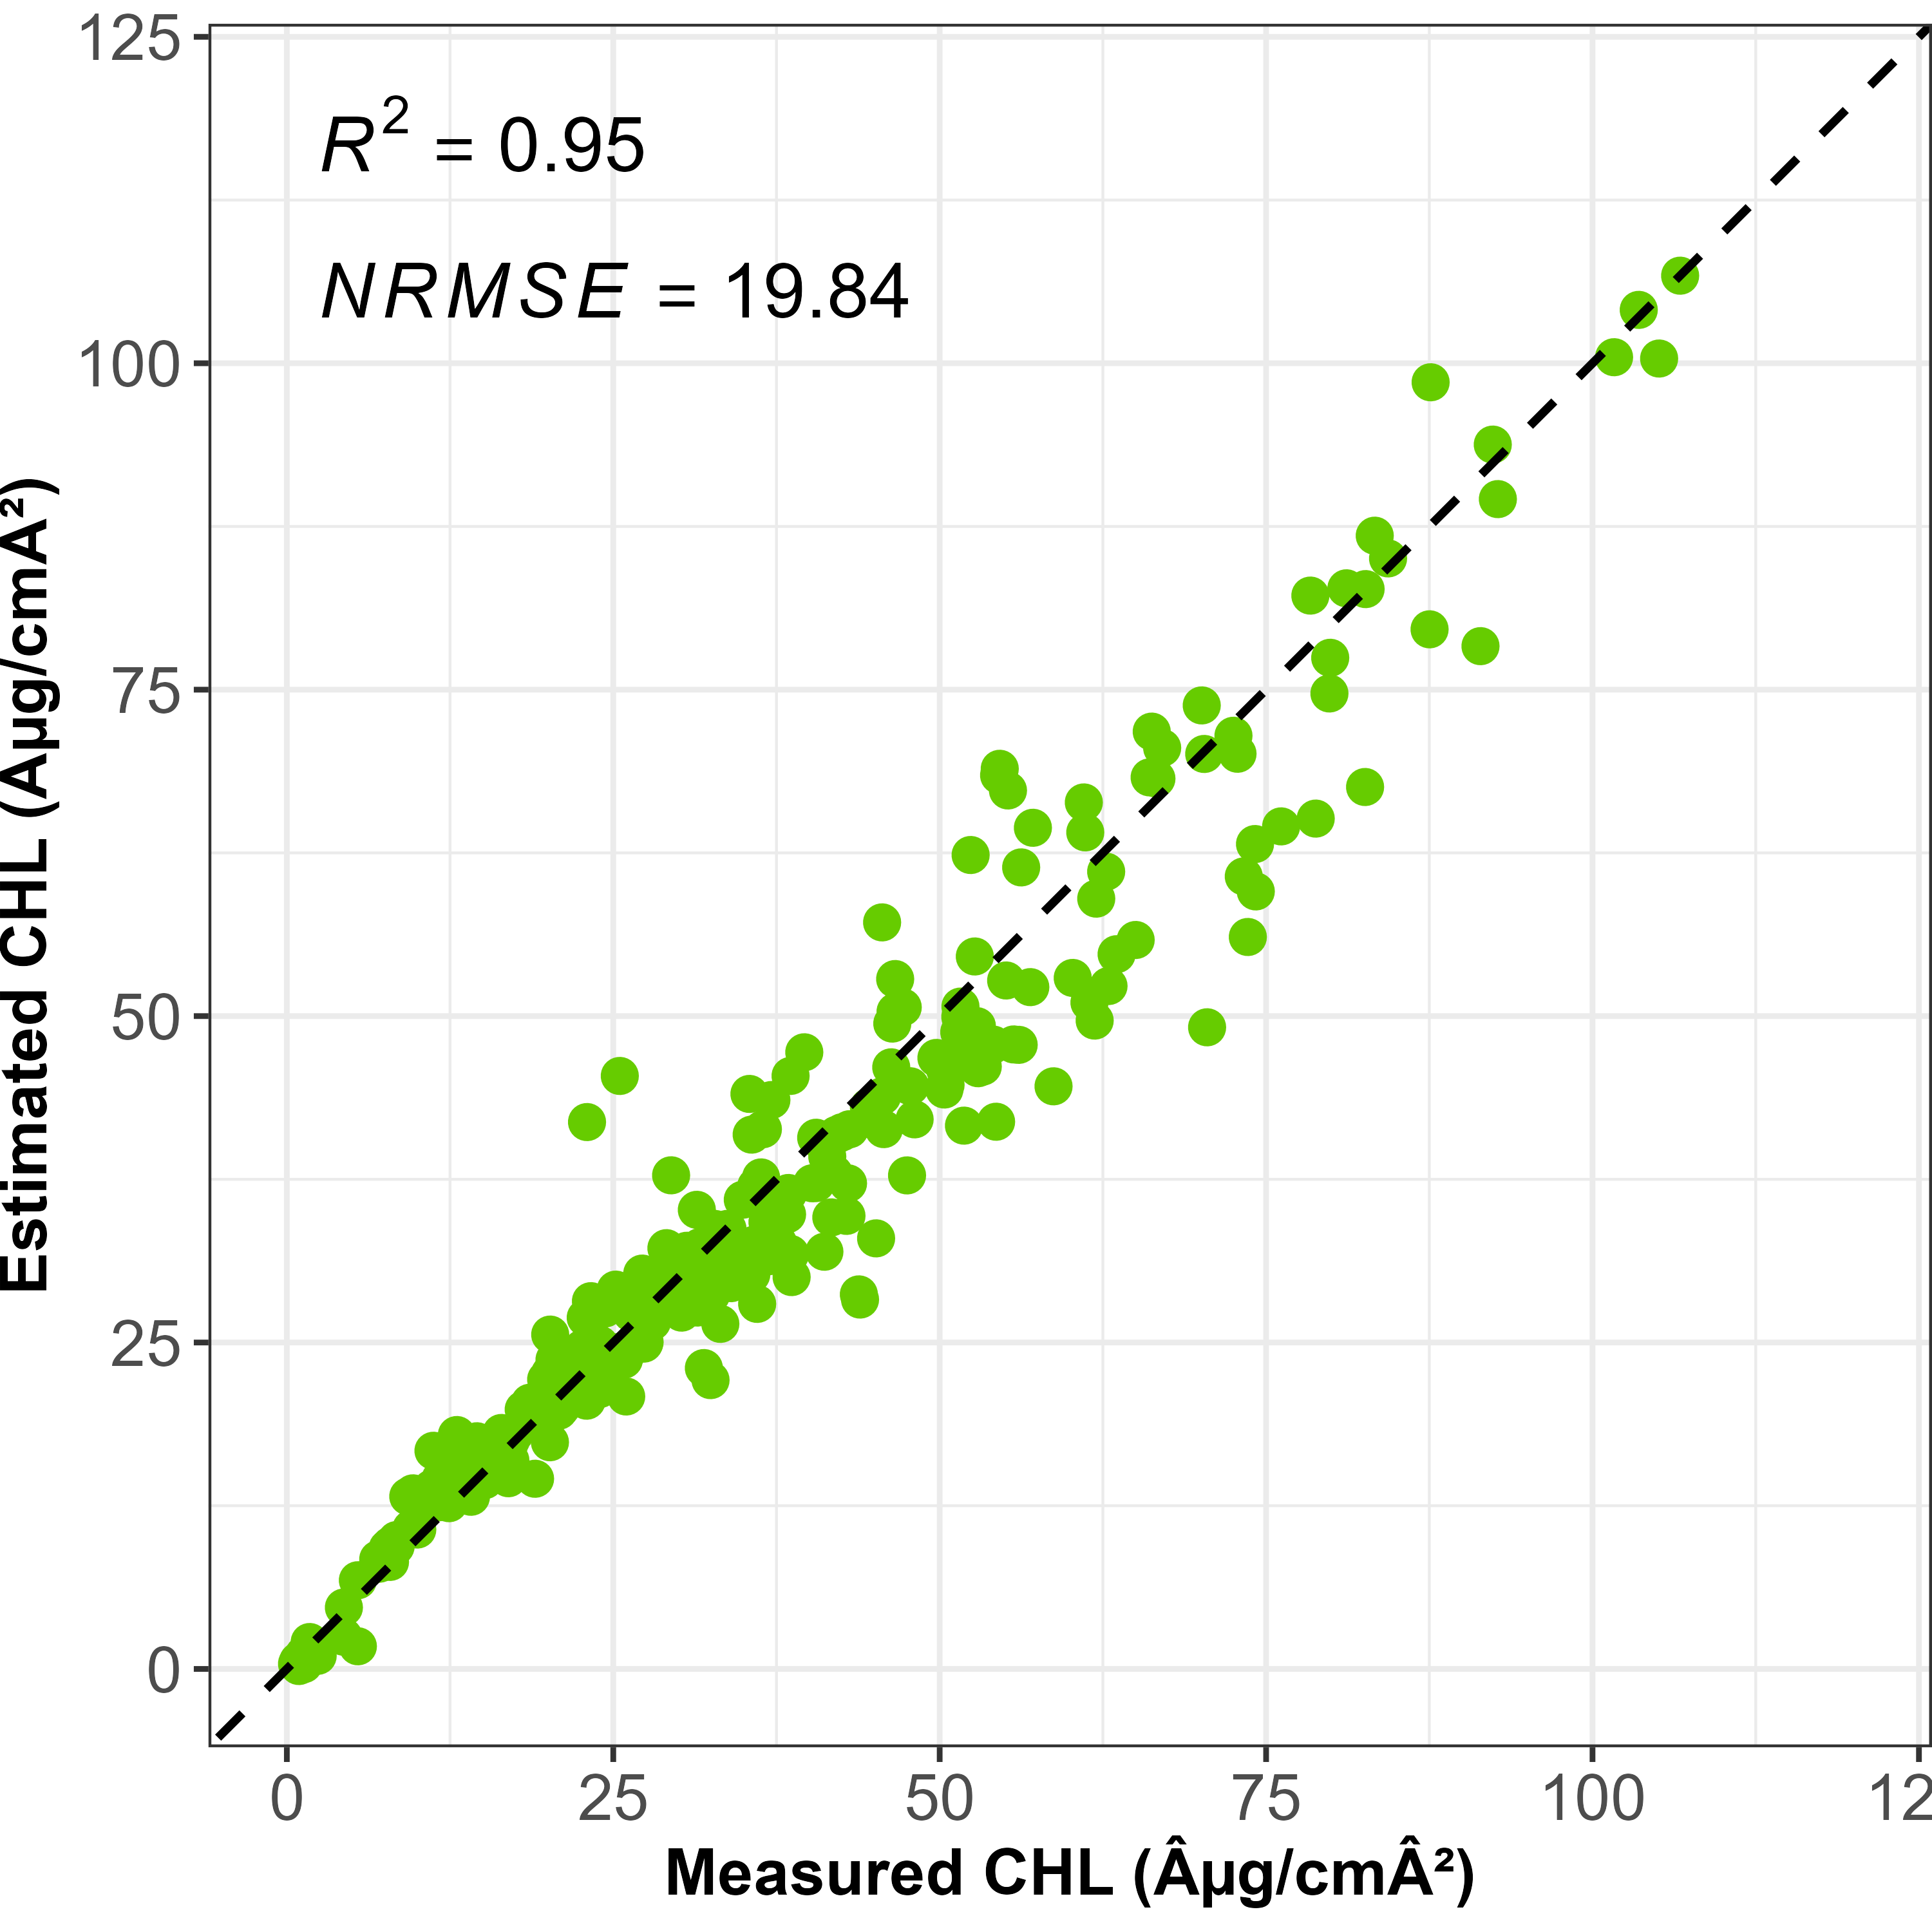 125
R² = 0.95
NRMSE = 19.84
100
75
50
25
0
Estimated CHL (Âµg/cmÂ²)
0 25 50 75 100 12
Measured CHL (Âµg/cmÂ²)